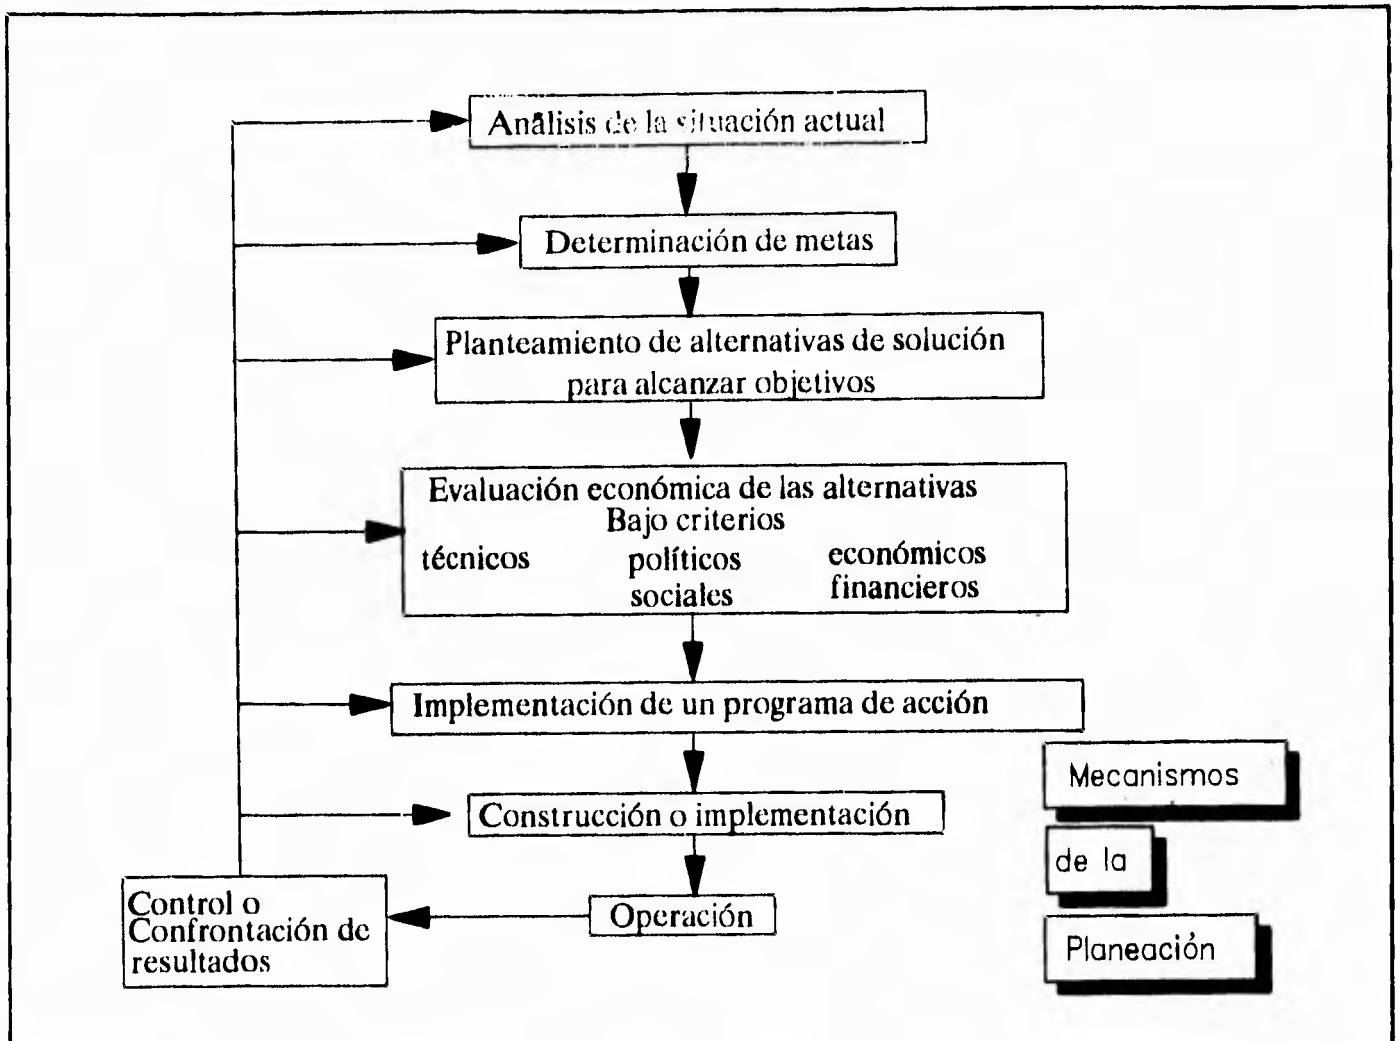 Análisis de la situación actual
Determinación de metas
Planteamiento de alternativas de solución
para alcanzar objetivos
Evaluación económica de las alternativas
Bajo criterios
técnicos políticos económicos
sociales financieros
Implementación de un programa de acción
Construcción o implementación
Operación
Control o
Confrontación de
resultados
Mecanismos
de la
Planeación